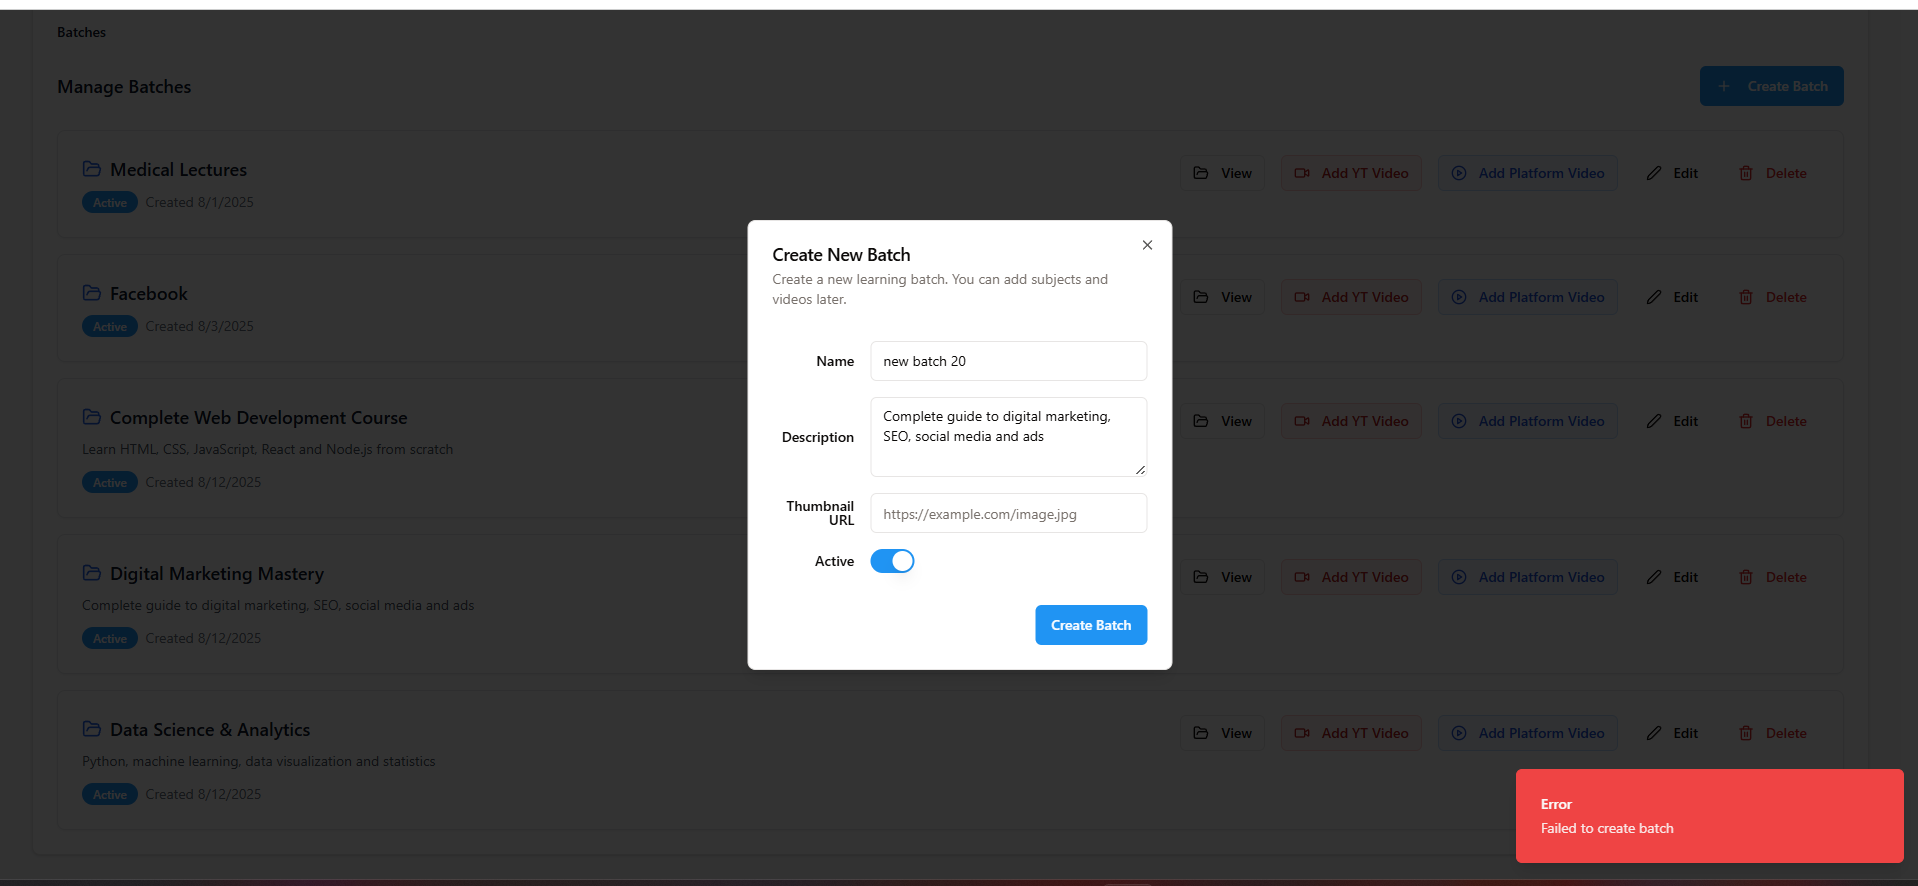 Batches
Manage Batches
Create Batch
Medical Lectures
Active Created 8/1/2025
View Add YT Video Add Platform Video Edit Delete
Facebook
Active Created 8/3/2025
View Add YT Video Add Platform Video Edit Delete
Complete Web Development Course
Learn HTML, CSS, JavaScript, React and Node.js from scratch
Active Created 8/12/2025
View Add YT Video Add Platform Video Edit Delete
Digital Marketing Mastery
Complete guide to digital marketing, SEO, social media and ads
Active Created 8/12/2025
View Add YT Video Add Platform Video Edit Delete
Data Science & Analytics
Python, machine learning, data visualization and statistics
Active Created 8/12/2025
View Add YT Video Add Platform Video Edit Delete
Create New Batch
Create a new learning batch. You can add subjects and
videos later.
Name
new batch 20
Description
Complete guide to digital marketing,
SEO, social media and ads
Thumbnail
URL
https://example.com/image.jpg
Active
Create Batch
Error
Failed to create batch